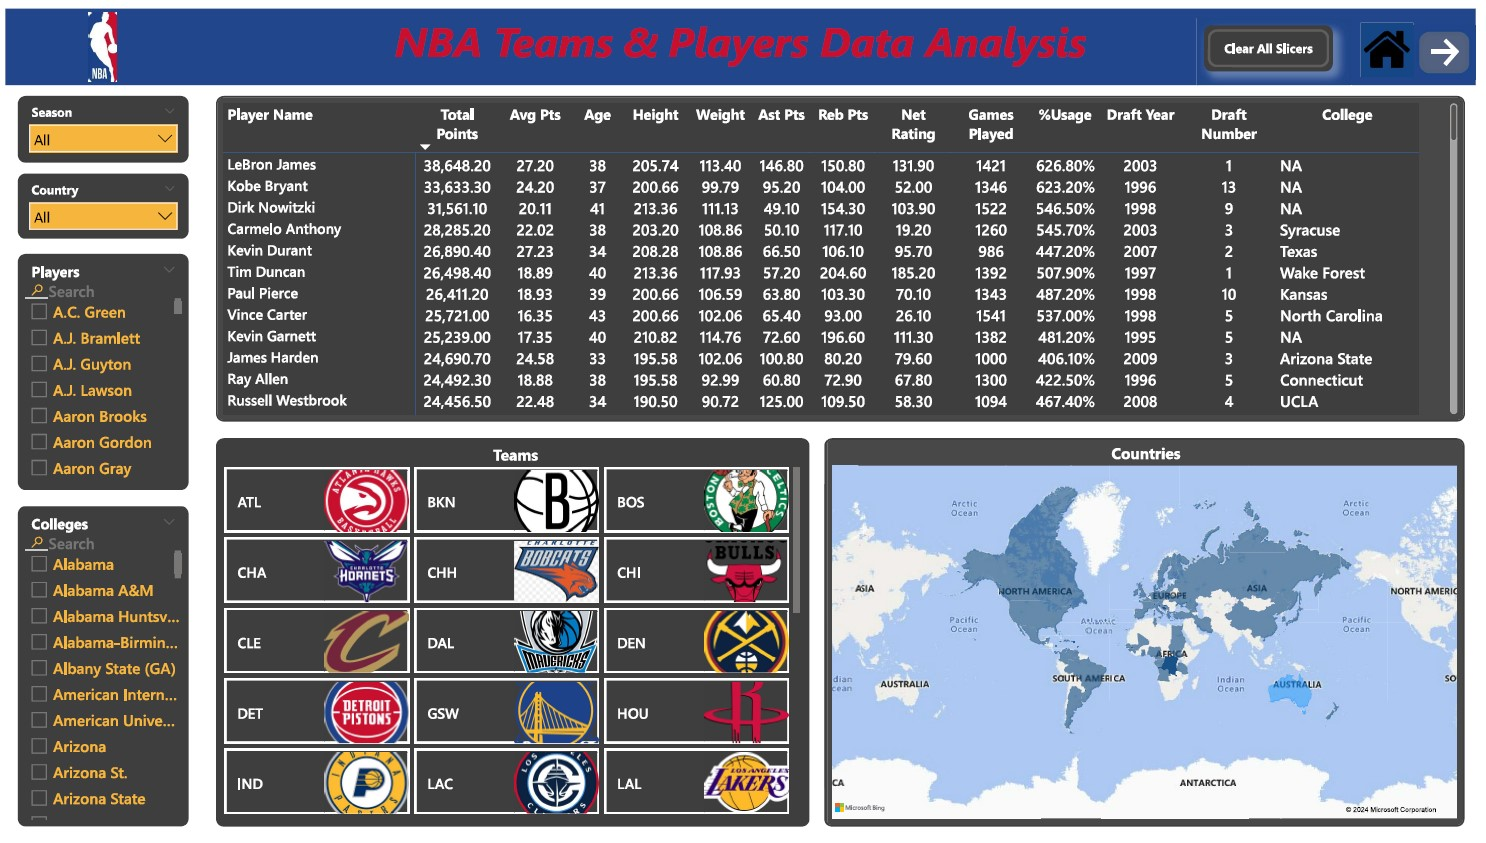 NBA
NBA Teams & Players Data Analysis
Clear All Slicers
Season
All
Country
All
Players
Search
A.C. Green
A.J. Bramlett
A.J. Guyton
A.J. Lawson
Aaron Brooks
Aaron Gordon
Aaron Gray
Colleges
Search
Alabama
Alabama A&M
Alabama Huntsv...
Alabama-Birmin...
Albany State (GA)
American Intern...
American Unive...
Arizona
Arizona St.
Arizona State
Player Name Total Points Avg Pts Age Height Weight Ast Pts Reb Pts Net Rating Games Played %Usage Draft Year Draft Number College
LeBron James 38,648.20 27.20 38 205.74 113.40 146.80 150.80 131.90 1421 626.80% 2003 1 NA
Kobe Bryant 33,633.30 24.20 37 200.66 99.79 95.20 104.00 52.00 1346 623.20% 1996 13 NA
Dirk Nowitzki 31,561.10 20.11 41 213.36 111.13 49.10 154.30 103.90 1522 546.50% 1998 9 NA
Carmelo Anthony 28,285.20 22.02 38 203.20 108.86 50.10 117.10 19.20 1260 545.70% 2003 3 Syracuse
Kevin Durant 26,890.40 27.23 34 208.28 108.86 66.50 106.10 95.70 986 447.20% 2007 2 Texas
Tim Duncan 26,498.40 18.89 40 213.36 117.93 57.20 204.60 185.20 1392 507.90% 1997 1 Wake Forest
Paul Pierce 26,411.20 18.93 39 200.66 106.59 63.80 103.30 70.10 1343 487.20% 1998 10 Kansas
Vince Carter 25,721.00 16.35 43 200.66 102.06 65.40 93.00 26.10 1541 537.00% 1998 5 North Carolina
Kevin Garnett 25,239.00 17.35 40 210.82 114.76 72.60 196.60 111.30 1382 481.20% 1995 5 NA
James Harden 24,690.70 24.58 33 195.58 102.06 100.80 80.20 79.60 1000 406.10% 2009 3 Arizona State
Ray Allen 24,492.30 18.88 38 195.58 92.99 60.80 72.90 67.80 1300 422.50% 1996 5 Connecticut
Russell Westbrook 24,456.50 22.48 34 190.50 90.72 125.00 109.50 58.30 1094 467.40% 2008 4 UCLA
Teams
ATL ATLANTA HAWKS BASKETBALL
BKN B
BOS BOSTON CELTICS
CHA CHARLOTTE HORNETS
CHH CHARLOTTE BOBCATS
CHI BULLS
CLE C
DAL MAVERICKS
DEN
DET DETROIT PISTONS
GSW
HOU R
IND INDIANA PACERS
LAC LOS ANGELES CLIPPERS
LAL LOS ANGELES LAKERS
Countries
Arctic Ocean
Arctic Ocean
ASIA
NORTH AMERICA
EUROPE
ASIA
NORTH AMERIC
Pacific Ocean
Atlantic Ocean
Pacific Ocean
AFRICA
dian cean
AUSTRALIA
SOUTH AMERICA
Indian Ocean
AUSTRALIA
SO
CA
ANTARCTICA
Microsoft Bing
© 2024 Microsoft Corporation